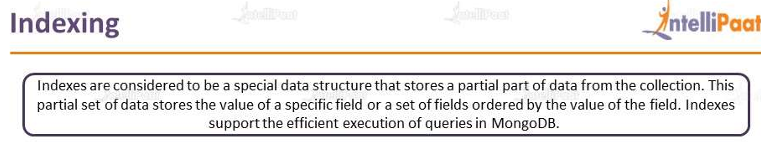 Indexing
IntelliPaat
Indexes are considered to be a special data structure that stores a partial part of data from the collection. This
partial set of data stores the value of a specific field or a set of fields ordered by the value of the field. Indexes
support the efficient execution of queries in MongoDB.